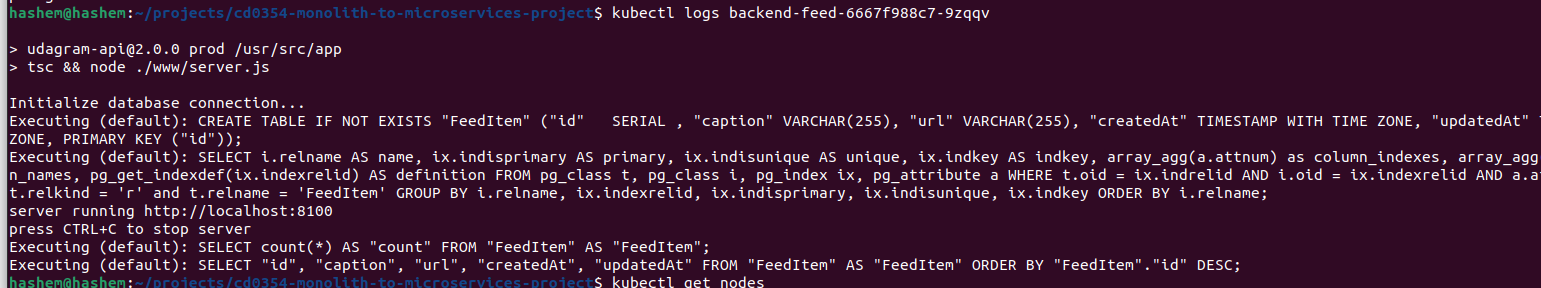 hashem@hashem:~/projects/cd0354-monolith-to-microservices-project$ kubectl logs backend-feed-6667f988c7-9zqqv
> udagram-api@2.0.0 prod /usr/src/app
> tsc && node ./www/server.js
Initialize database connection...
Executing (default): CREATE TABLE IF NOT EXISTS "FeedItem" ("id"   SERIAL , "caption" VARCHAR(255), "url" VARCHAR(255), "createdAt" TIMESTAMP WITH TIME ZONE, "updatedAt"
ZONE, PRIMARY KEY ("id"));
Executing (default): SELECT i.relname AS name, ix.indisprimary AS primary, ix.indisunique AS unique, ix.indkey AS indkey, array_agg(a.attnum) as column_indexes, array_agg
n_names, pg_get_indexdef(ix.indexrelid) AS definition FROM pg_class t, pg_class i, pg_index ix, pg_attribute a WHERE t.oid = ix.indrelid AND i.oid = ix.indexrelid AND a.a
t.relkind = 'r' and t.relname = 'FeedItem' GROUP BY i.relname, ix.indexrelid, ix.indisprimary, ix.indisunique, ix.indkey ORDER BY i.relname;
server running http://localhost:8100
press CTRL+C to stop server
Executing (default): SELECT count(*) AS "count" FROM "FeedItem" AS "FeedItem";
Executing (default): SELECT "id", "caption", "url", "createdAt", "updatedAt" FROM "FeedItem" AS "FeedItem" ORDER BY "FeedItem"."id" DESC;
hashem@hashem:~/projects/cd0354-monolith-to-microservices-project$ kubectl get nodes